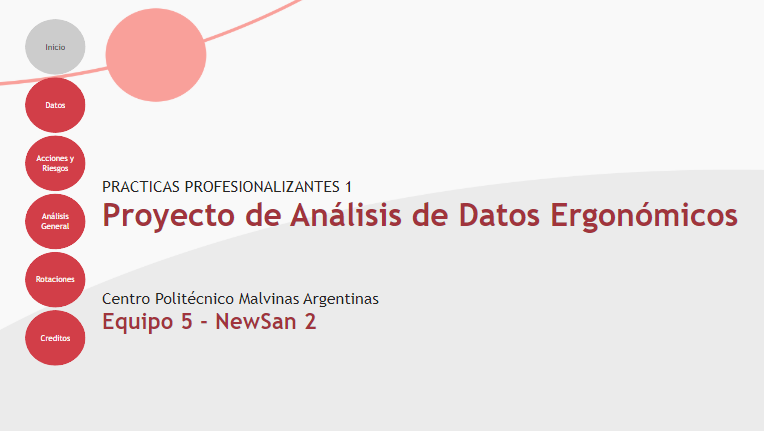 Inicio
Datos
Acciones y
Riesgos
Análisis
General
Rotaciones
Creditos
PRACTICAS PROFESIONALIZANTES 1
Proyecto de Análisis de Datos Ergonómicos
Centro Politécnico Malvinas Argentinas
Equipo 5 - NewSan 2